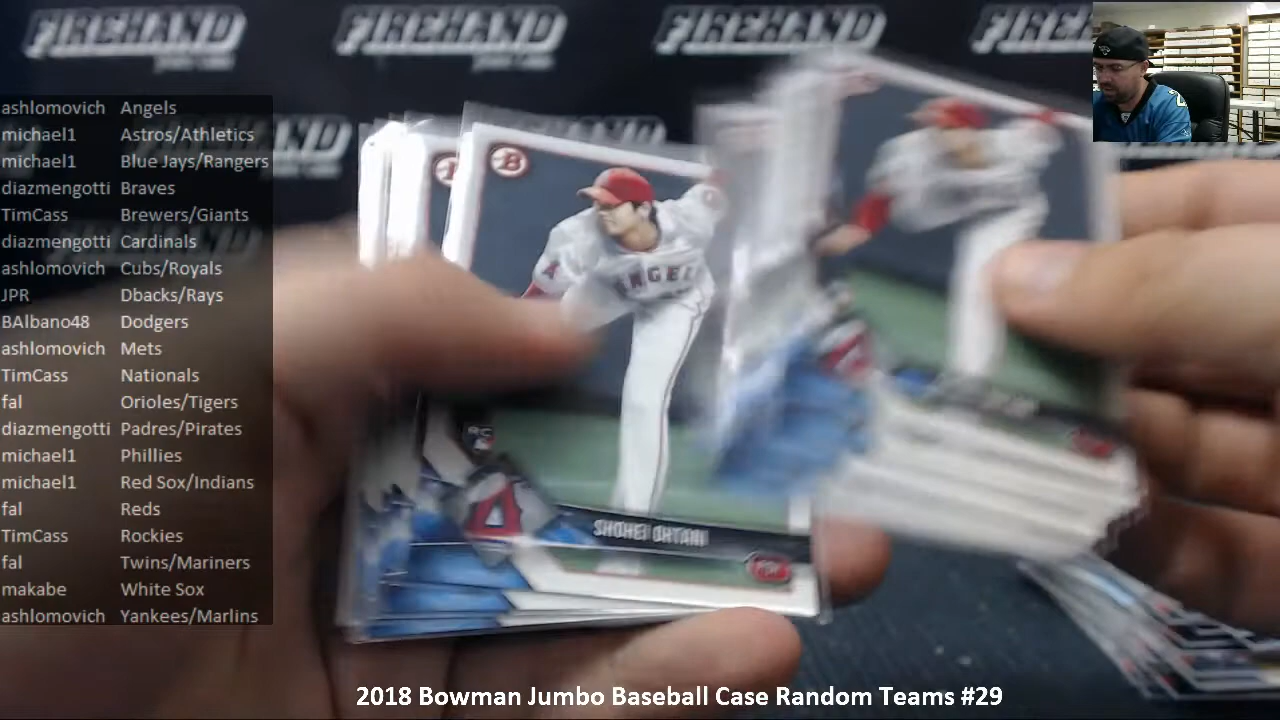 FIREHAND FIREHAND FIREHAND FIREHAND
ashlomovich Angels
michael1 Astros/Athletics
michael1 Blue Jays/Rangers
diazmengotti Braves
TimCass Brewers/Giants
diazmengotti Cardinals
ashlomovich Cubs/Royals
JPR Dbacks/Rays
BAlbano48 Dodgers
ashlomovich Mets
TimCass Nationals
fal Orioles/Tigers
diazmengotti Padres/Pirates
michael1 Phillies
michael1 Red Sox/Indians
fal Reds
TimCass Rockies
fal Twins/Mariners
makabe White Sox
ashlomovich Yankees/Marlins
B
ANGELS
RC
SHOHEI OHTANI
2018 Bowman Jumbo Baseball Case Random Teams #29